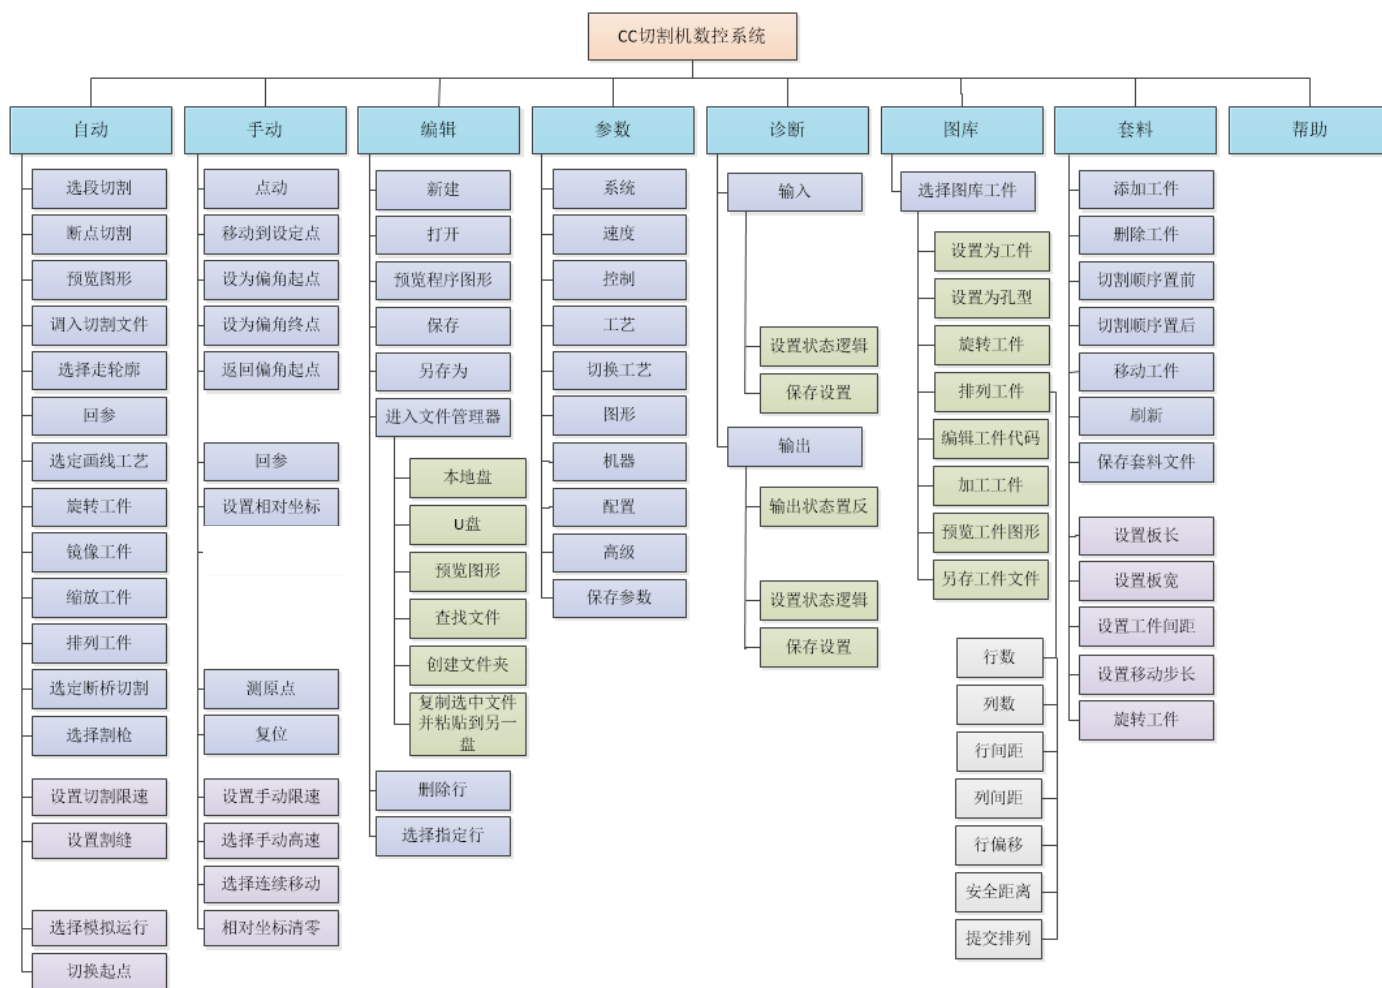 CC切割机数控系统
自动
选段切割
断点切割
预览图形
调入切割文件
选择走轮廓
回参
选定画线工艺
旋转工件
镜像工件
缩放工件
排列工件
选定断桥切割
选择割枪
设置切割限速
设置割缝
选择模拟运行
切换起点
手动
点动
移动到设定点
设为偏角起点
设为偏角终点
返回偏角起点
回参
设置相对坐标
测原点
复位
设置手动限速
选择手动高速
选择连续移动
相对坐标清零
编辑
新建
打开
预览程序图形
保存
另存为
进入文件管理器
本地盘
U盘
预览图形
查找文件
创建文件夹
复制选中文件
并粘贴到另一
盘
删除行
选择指定行
参数
系统
速度
控制
工艺
切换工艺
图形
机器
配置
高级
保存参数
诊断
输入
设置状态逻辑
保存设置
输出
输出状态置反
设置状态逻辑
保存设置
图库
选择图库工件
设置为工件
设置为孔型
旋转工件
排列工件
编辑工件代码
加工工件
预览工件图形
另存工件文件
行数
列数
行间距
列间距
行偏移
安全距离
提交排列
套料
添加工件
删除工件
切割顺序置前
切割顺序置后
移动工件
刷新
保存套料文件
设置板长
设置板宽
设置工件间距
设置移动步长
旋转工件
帮助